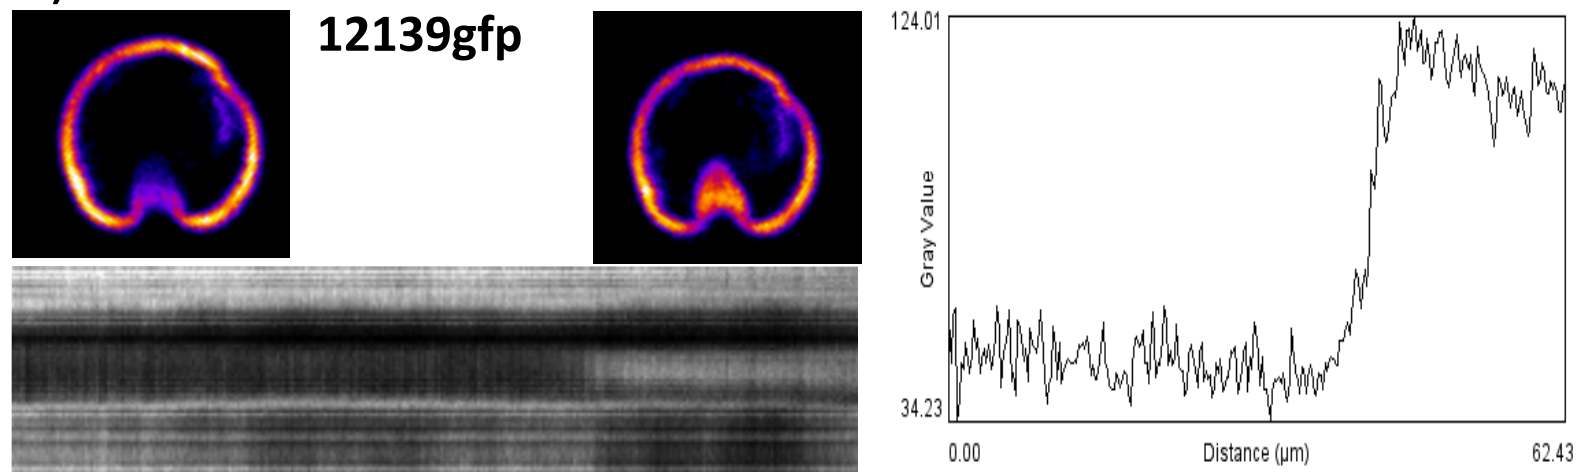 12139gfp
124.01
Gray Value
34.23
0.00
Distance (µm)
62.43